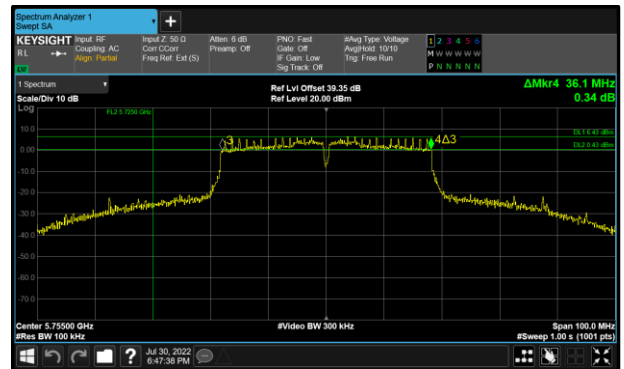 Spectrum Analyzer 1
Swept SA
+
KEYSIGHT
RL
Input: RF
Coupling: AC
Align: Partial
Input Z: 50 Ω
Corr CCorr
Freq Ref: Ext (S)
Atten: 6 dB
Preamp: Off
PNO: Fast
Gate: Off
IF Gain: Low
Sig Track: Off
#Avg Type: Voltage
Avg|Hold: 10/10
Trig: Free Run
1 2 3 4 5 6
M W W W W W
P N N N N N
1 Spectrum
Scale/Div 10 dB
Log
Ref Lvl Offset 39.35 dB
Ref Level 20.00 dBm
ΔMkr4 36.1 MHz
0.34 dB
FL2 5.7250 GHz
10.0
0.00
-10.0
-20.0
-30.0
-40.0
-50.0
-60.0
-70.0
3
4Δ3
DL1 6.43 dBm
DL2 0.43 dBm
Center 5.75500 GHz
#Res BW 100 kHz
#Video BW 300 kHz
Span 100.0 MHz
#Sweep 1.00 s (1001 pts)
?
Jul 30, 2022
6:47:38 PM